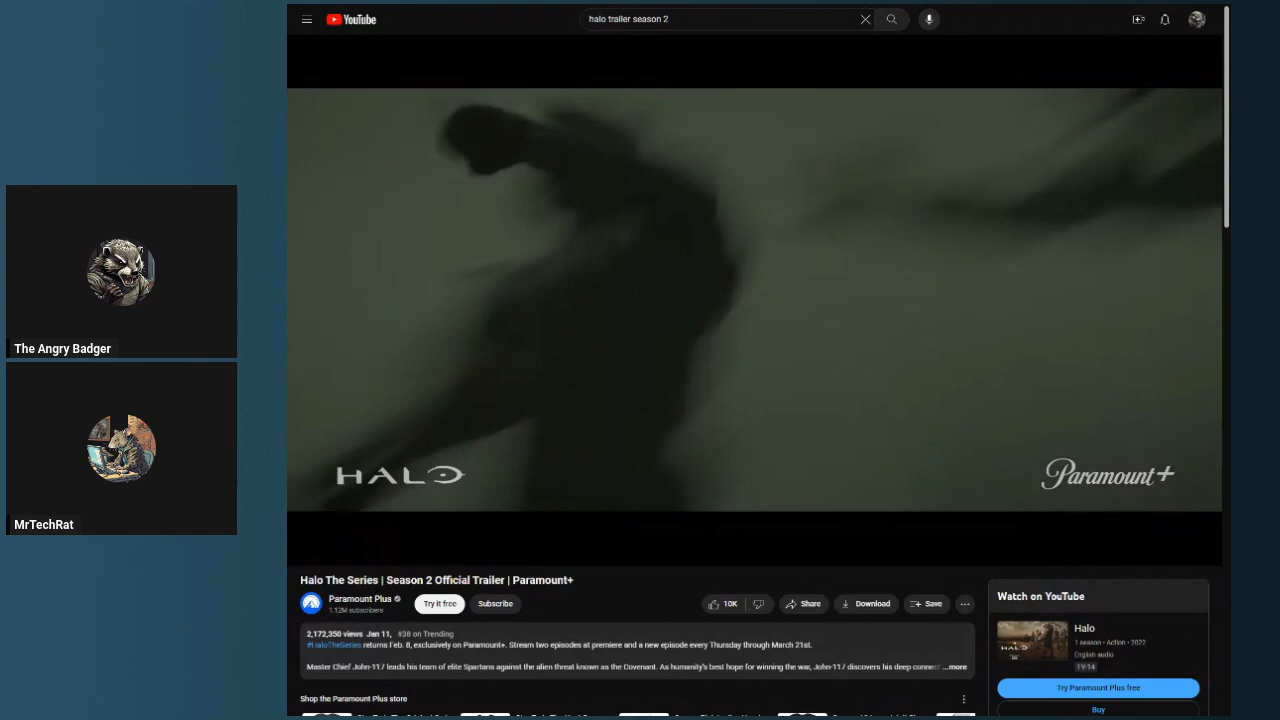 YouTube
halo trailer season 2
The Angry Badger
MrTechRat
HALO
Paramount+
Halo The Series | Season 2 Official Trailer | Paramount+
Paramount Plus
1.12M subscribers
Try it free
Subscribe
10K
Share
Download
Save
2,172,350 views Jan 11, #38 on Trending
#HaloTheSeries returns Feb. 8, exclusively on Paramount+. Stream two episodes at premiere and a new episode every Thursday through March 21st.
Master Chief John-117 leads his team of elite Spartans against the alien threat known as the Covenant. As humanity's best hope for winning the war, John-117 discovers his deep connect ...more
Shop the Paramount Plus store
Watch on YouTube
HALO
Halo
1 season • Action • 2022
English audio
TV-14
Try Paramount Plus free
Buy